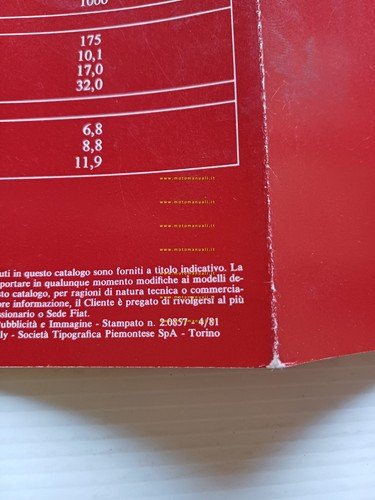 1000
175
10,1
17,0
32,0
6,8
8,8
11,9
www.motomanuali.it
www.motomanuali.it
www.motomanuali.it
www.motomanuali.it
uti in questo catalogo sono forniti a titolo indicativo. La
portare in qualunque momento modifiche ai modelli de-
sto catalogo, per ragioni di natura tecnica o commercia-
ore informazione, il Cliente è pregato di rivolgersi al più
ssionario o Sede Fiat.
Pubblicità e Immagine - Stampato n. 2.0857 - 4/81
ly - Società Tipografica Piemontese SpA - Torino